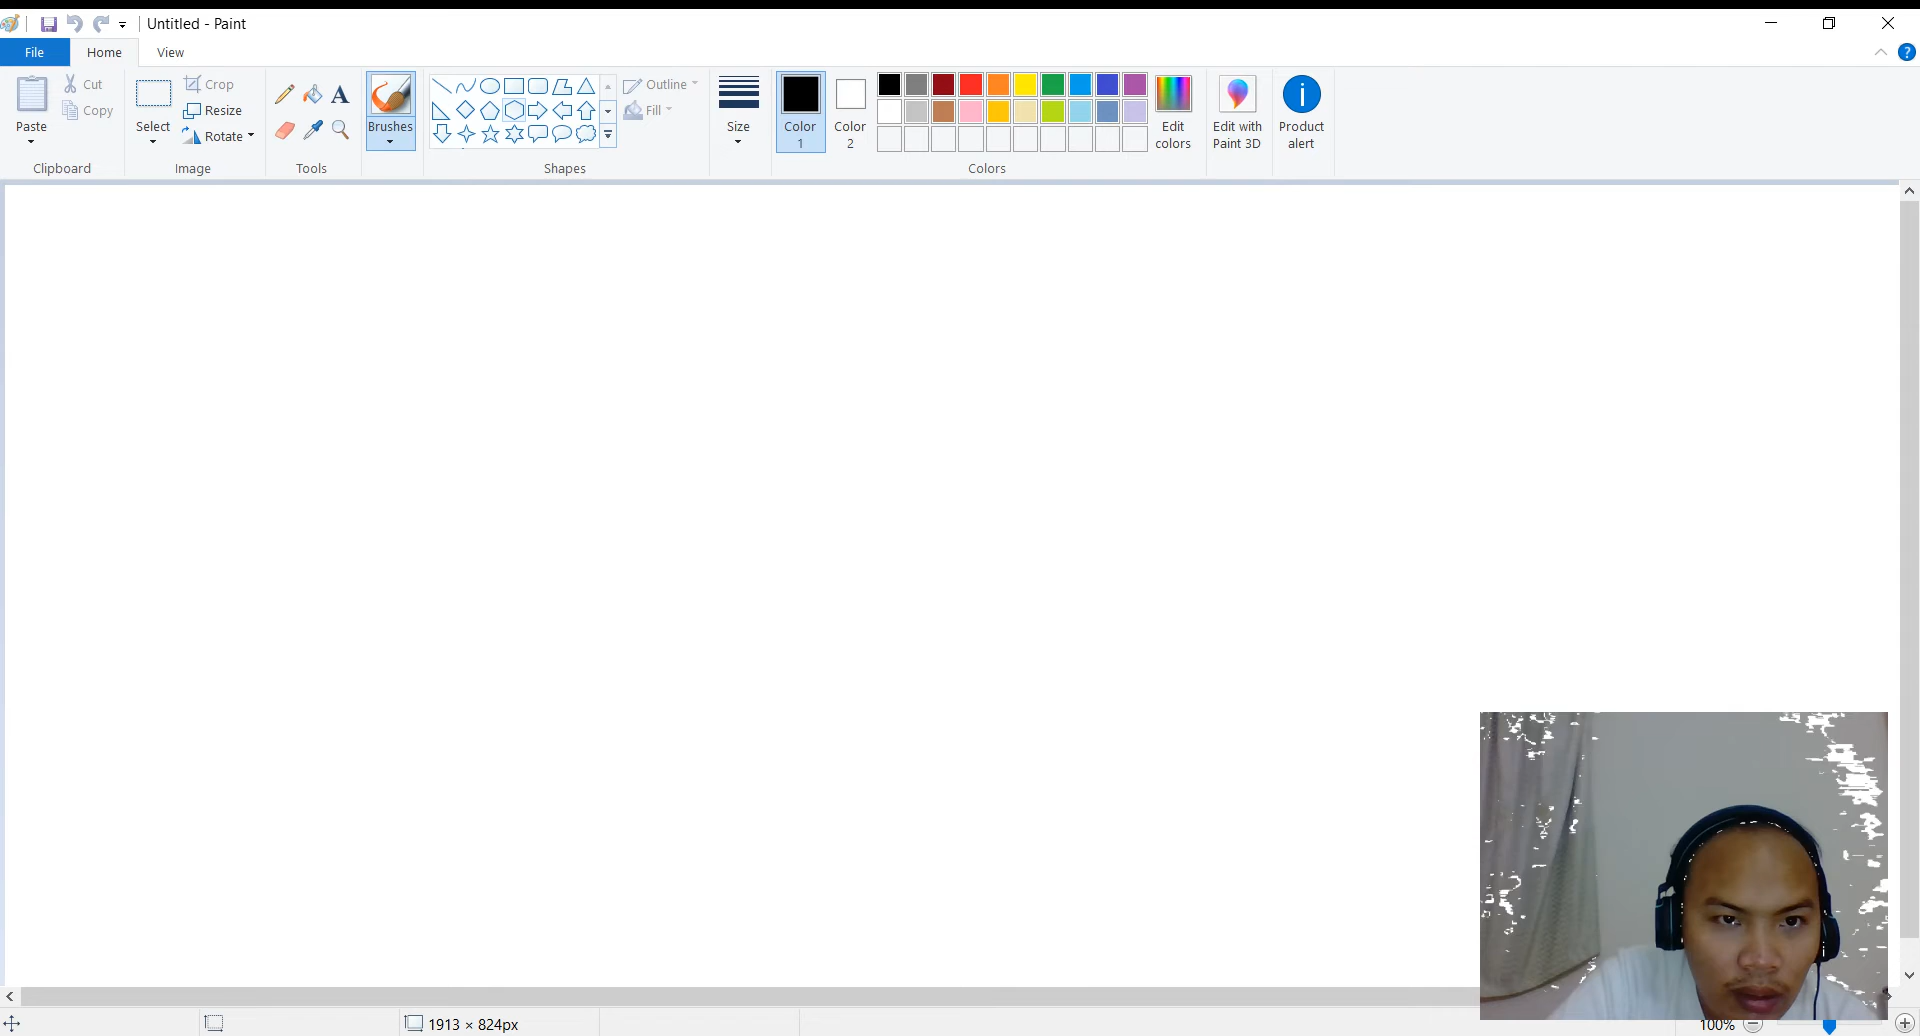 Untitled - Paint
File Home View
Paste
Cut
Copy
Clipboard
Select
Crop
Resize
Rotate
Image
A
Tools
Brushes
Outline
Fill
Shapes
Size
Color 1
Color 2
Edit colors
Colors
Edit with Paint 3D
Product alert
1913 × 824px
100%